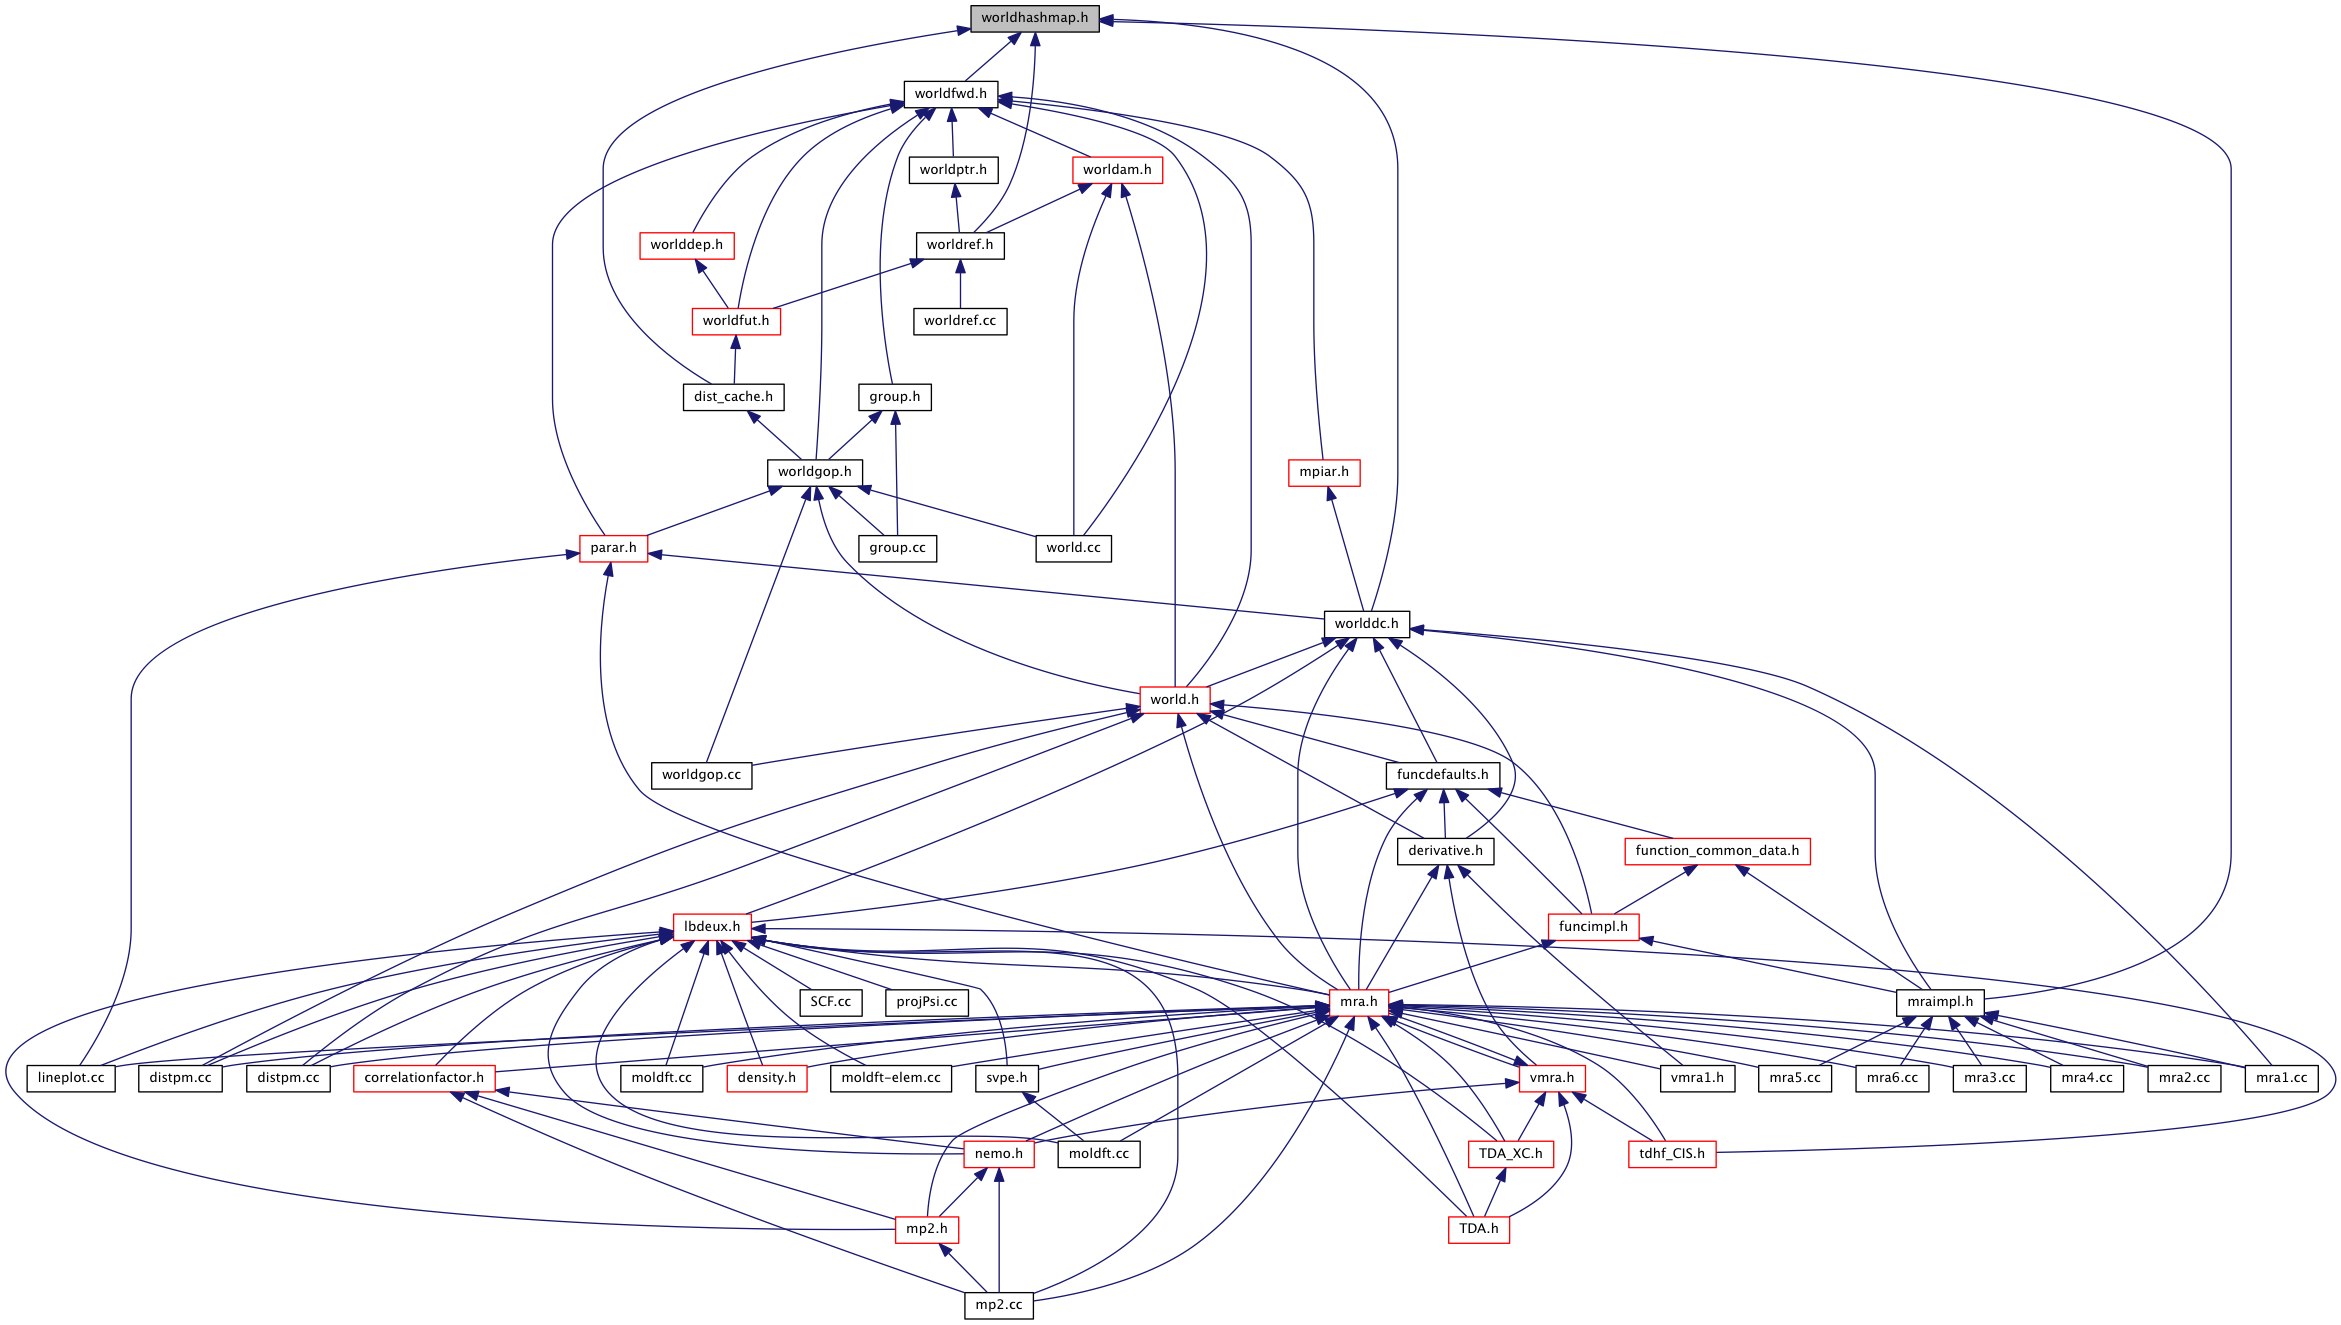 worldhashmap.h
worldfwd.h
worldptr.h
worldam.h
worlddep.h
worldref.h
worldfut.h
worldref.cc
dist_cache.h
group.h
worldgop.h
mpiar.h
parar.h
group.cc
world.cc
worlddc.h
world.h
worldgop.cc
funcdefaults.h
derivative.h
function_common_data.h
lbdeux.h
funcimpl.h
SCF.cc
projPsi.cc
mra.h
mraimpl.h
lineplot.cc
distpm.cc
distpm.cc
correlationfactor.h
moldft.cc
density.h
moldft-elem.cc
svpe.h
vmra.h
vmra1.h
mra5.cc
mra6.cc
mra3.cc
mra4.cc
mra2.cc
mra1.cc
nemo.h
moldft.cc
TDA_XC.h
tdhf_CIS.h
mp2.h
TDA.h
mp2.cc